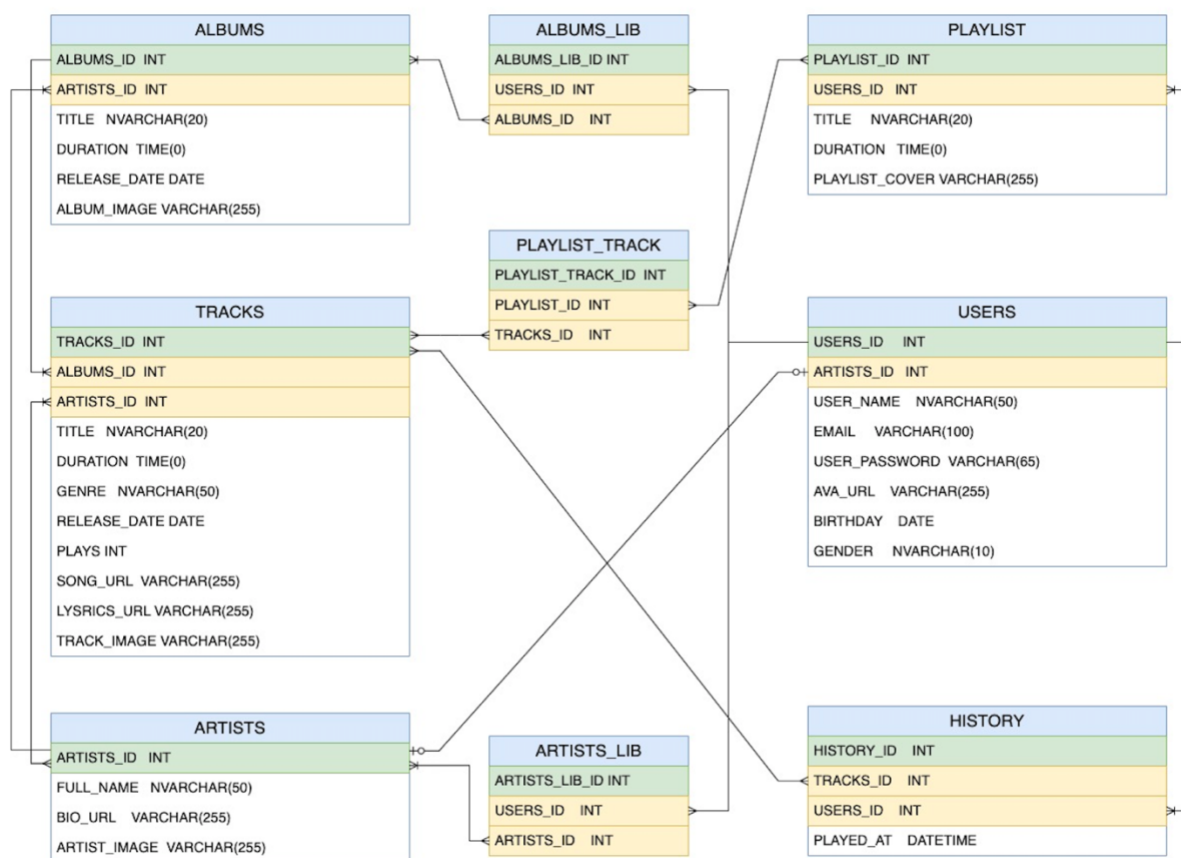 ALBUMS
ALBUMS_ID INT
ARTISTS_ID INT
TITLE NVARCHAR(20)
DURATION TIME(0)
RELEASE_DATE DATE
ALBUM_IMAGE VARCHAR(255)
ALBUMS_LIB
ALBUMS_LIB_ID INT
USERS_ID INT
ALBUMS_ID INT
PLAYLIST
PLAYLIST_ID INT
USERS_ID INT
TITLE NVARCHAR(20)
DURATION TIME(0)
PLAYLIST_COVER VARCHAR(255)
PLAYLIST_TRACK
PLAYLIST_TRACK_ID INT
PLAYLIST_ID INT
TRACKS_ID INT
TRACKS
TRACKS_ID INT
ALBUMS_ID INT
ARTISTS_ID INT
TITLE NVARCHAR(20)
DURATION TIME(0)
GENRE NVARCHAR(50)
RELEASE_DATE DATE
PLAYS INT
SONG_URL VARCHAR(255)
LYSRICS_URL VARCHAR(255)
TRACK_IMAGE VARCHAR(255)
USERS
USERS_ID INT
ARTISTS_ID INT
USER_NAME NVARCHAR(50)
EMAIL VARCHAR(100)
USER_PASSWORD VARCHAR(65)
AVA_URL VARCHAR(255)
BIRTHDAY DATE
GENDER NVARCHAR(10)
ARTISTS
ARTISTS_ID INT
FULL_NAME NVARCHAR(50)
BIO_URL VARCHAR(255)
ARTIST_IMAGE VARCHAR(255)
ARTISTS_LIB
ARTISTS_LIB_ID INT
USERS_ID INT
ARTISTS_ID INT
HISTORY
HISTORY_ID INT
TRACKS_ID INT
USERS_ID INT
PLAYED_AT DATETIME